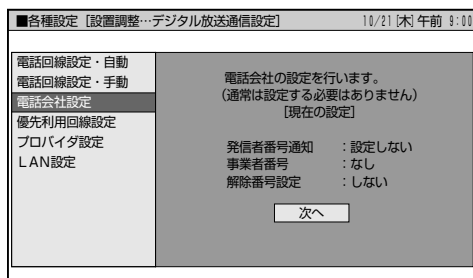 ■各種設定［設置調整…デジタル放送通信設定］ 10/21[木]午前 9:00
電話回線設定・自動
電話回線設定・手動
電話会社設定
優先利用回線設定
プロバイダ設定
ＬＡＮ設定
電話会社の設定を行います。
（通常は設定する必要はありません）
［現在の設定］
発信者番号通知 ：設定しない
事業者番号 ：なし
解除番号設定 ：しない
次へ